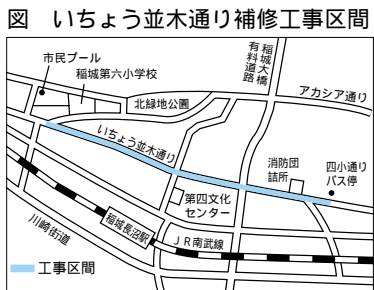 図 いちょう並木通り補修工事区間
市民プール
稲城第六小学校
稲城大橋
有料道路
アカシア通り
北緑地公園
いちょう並木通り
消防団
詰所
四小通り
バス停
第四文化
センター
稲城長沼駅
JR南武線
川崎街道
工事区間